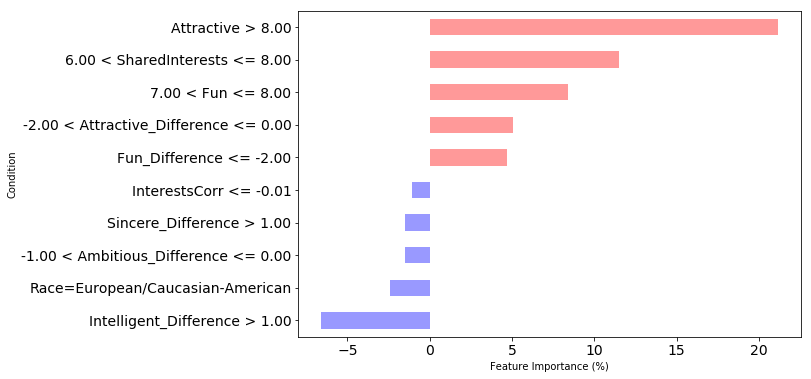 Attractive > 8.00
6.00 < SharedInterests <= 8.00
7.00 < Fun <= 8.00
-2.00 < Attractive_Difference <= 0.00
Fun_Difference <= -2.00
InterestsCorr <= -0.01
Sincere_Difference > 1.00
-1.00 < Ambitious_Difference <= 0.00
Race=European/Caucasian-American
Intelligent_Difference > 1.00
Condition
−5 0 5 10 15 20
Feature Importance (%)